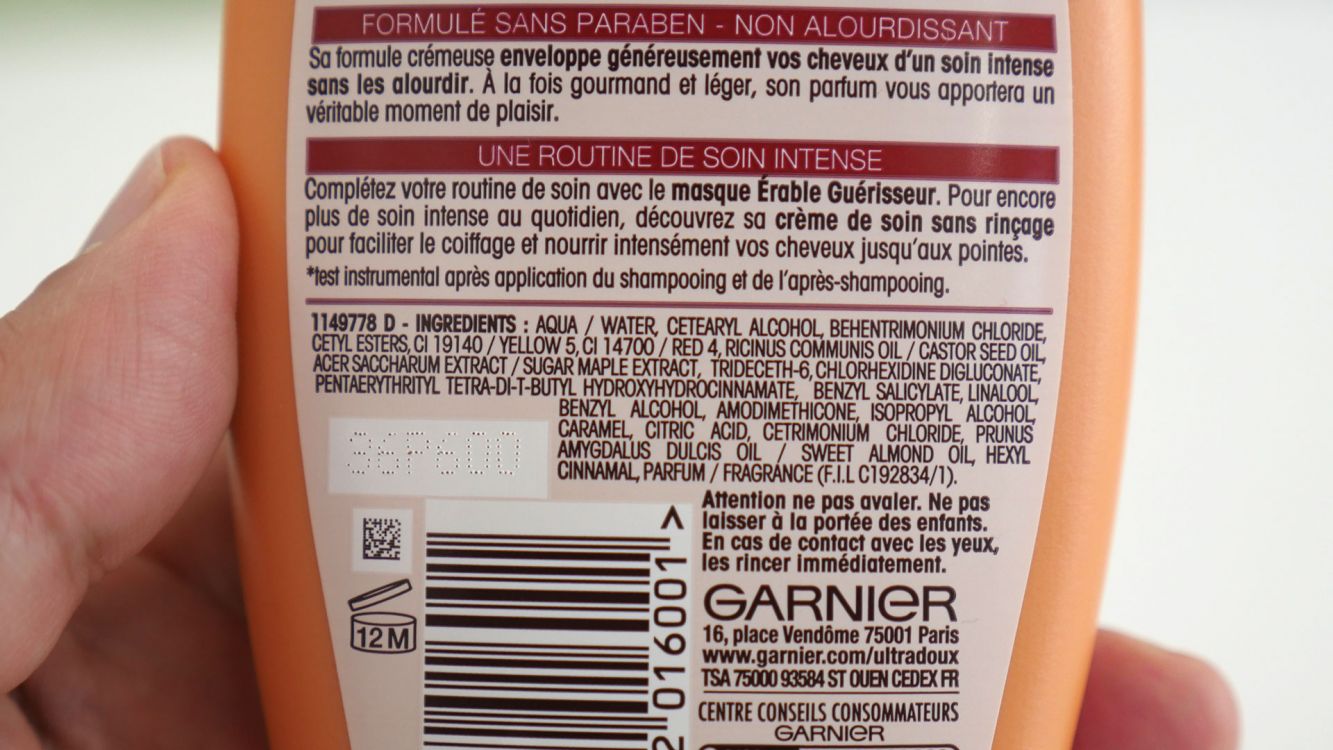 FORMULÉ SANS PARABEN - NON ALOURDISSANT
Sa formule crémeuse enveloppe généreusement vos cheveux d'un soin intense
sans les alourdir. À la fois gourmand et léger, son parfum vous apportera un
véritable moment de plaisir.
UNE ROUTINE DE SOIN INTENSE
Complétez votre routine de soin avec le masque Érable Guérisseur. Pour encore
plus de soin intense au quotidien, découvrez sa crème de soin sans rinçage
pour faciliter le coiffage et nourrir intensément vos cheveux jusqu'aux pointes.
*test instrumental après application du shampooing et de l'après-shampooing.
1149778 D - INGREDIENTS : AQUA / WATER, CETEARYL ALCOHOL, BEHENTRIMONIUM CHLORIDE,
CETYL ESTERS, CI 19140 / YELLOW 5, CI 14700 / RED 4, RICINUS COMMUNIS OIL / CASTOR SEED OIL,
ACER SACCHARUM EXTRACT / SUGAR MAPLE EXTRACT, TRIDECETH-6, CHLORHEXIDINE DIGLUCONATE,
PENTAERYTHRITYL TETRA-DI-T-BUTYL HYDROXYHYDROCINNAMATE, BENZYL SALICYLATE, LINALOOL,
BENZYL ALCOHOL, AMODIMETHICONE, ISOPROPYL ALCOHOL,
CARAMEL, CITRIC ACID, CETRIMONIUM CHLORIDE, PRUNUS
AMYGDALUS DULCIS OIL / SWEET ALMOND OIL, HEXYL
CINNAMAL, PARFUM / FRAGRANCE (F.I.L C192834/1).
36P600
Attention ne pas avaler. Ne pas
laisser à la portée des enfants.
En cas de contact avec les yeux,
les rincer immédiatement.
12 M
2 016001 >
GARNIER
16, place Vendôme 75001 Paris
www.garnier.com/ultradoux
TSA 75000 93584 ST OUEN CEDEX FR
CENTRE CONSEILS CONSOMMATEURS
GARNIER